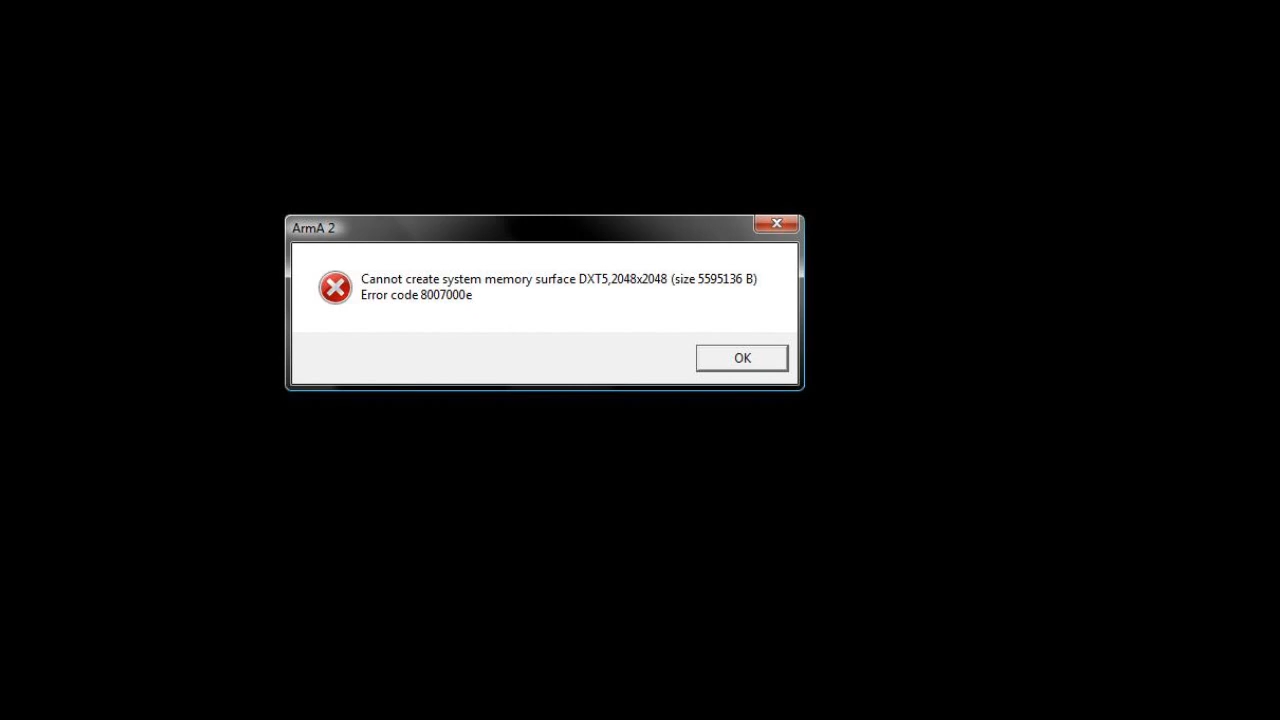 ArmA 2
Cannot create system memory surface DXT5,2048x2048 (size 5595136 B)
Error code 8007000e
OK